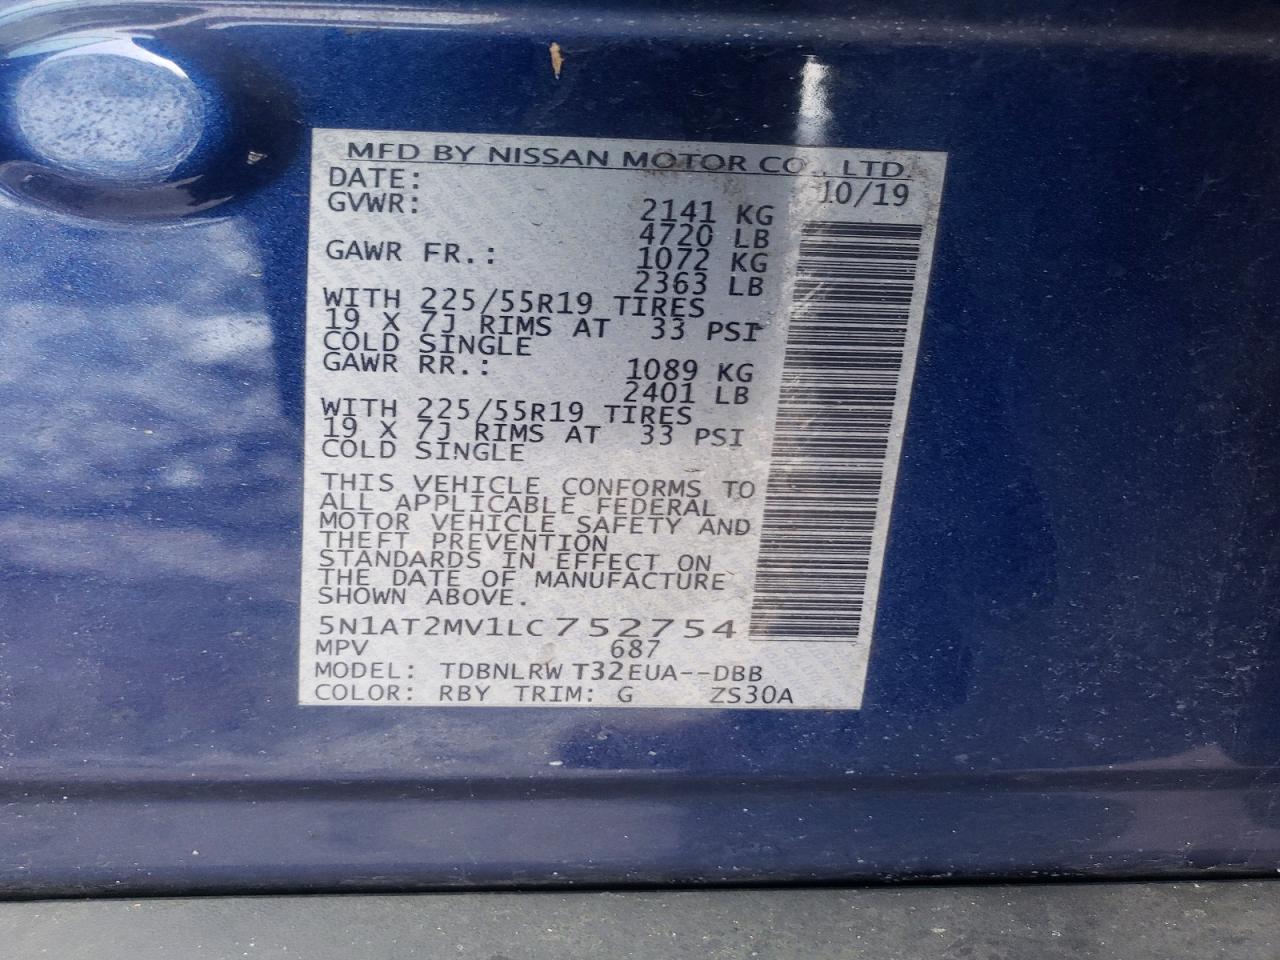 MFD BY NISSAN MOTOR CO., LTD.
DATE: 10/19
GVWR: 2141 KG
4720 LB
GAWR FR.: 1072 KG
2363 LB
WITH 225/55R19 TIRES
19 X 7J RIMS AT 33 PSI
COLD SINGLE
GAWR RR.: 1089 KG
2401 LB
WITH 225/55R19 TIRES
19 X 7J RIMS AT 33 PSI
COLD SINGLE
THIS VEHICLE CONFORMS TO
ALL APPLICABLE FEDERAL
MOTOR VEHICLE SAFETY AND
THEFT PREVENTION
STANDARDS IN EFFECT ON
THE DATE OF MANUFACTURE
SHOWN ABOVE.
5N1AT2MV1LC752754
MPV 687
MODEL: TDBNLRW T32EUA--DBB
COLOR: RBY TRIM: G ZS30A